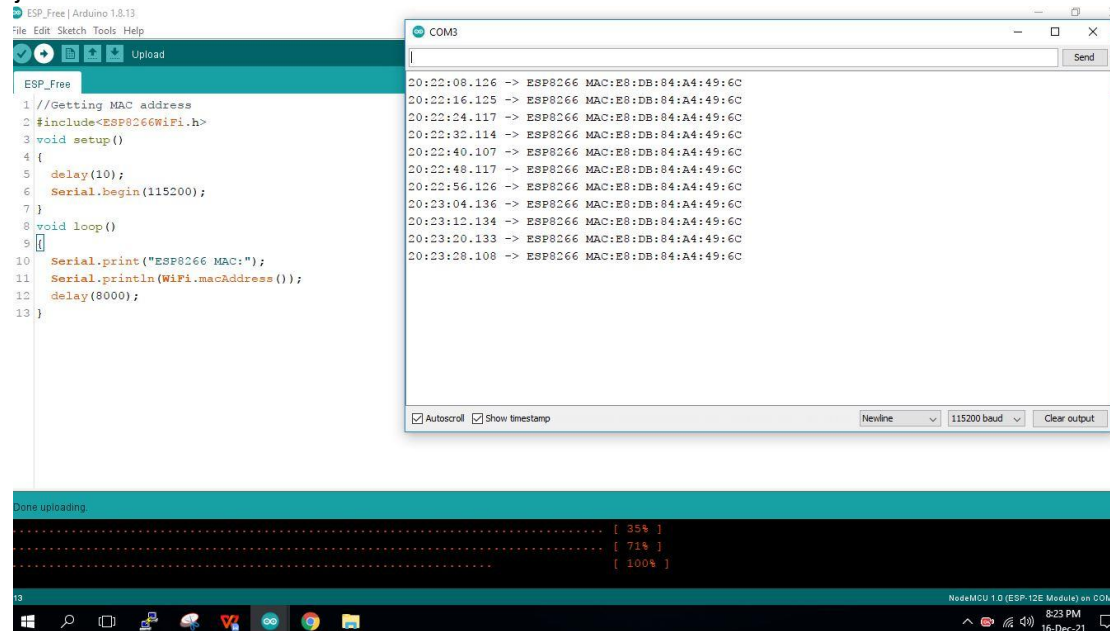 ESP_Free | Arduino 1.8.13
File Edit Sketch Tools Help
Upload
ESP_Free
1 //Getting MAC address
2 #include<ESP8266WiFi.h>
3 void setup()
4 {
5 delay(10);
6 Serial.begin(115200);
7 }
8 void loop()
9 {
10 Serial.print("ESP8266 MAC:");
11 Serial.println(WiFi.macAddress());
12 delay(8000);
13 }
COM3
Send
20:22:08.126 -> ESP8266 MAC:E8:DB:84:A4:49:6C
20:22:16.125 -> ESP8266 MAC:E8:DB:84:A4:49:6C
20:22:24.117 -> ESP8266 MAC:E8:DB:84:A4:49:6C
20:22:32.114 -> ESP8266 MAC:E8:DB:84:A4:49:6C
20:22:40.107 -> ESP8266 MAC:E8:DB:84:A4:49:6C
20:22:48.117 -> ESP8266 MAC:E8:DB:84:A4:49:6C
20:22:56.126 -> ESP8266 MAC:E8:DB:84:A4:49:6C
20:23:04.136 -> ESP8266 MAC:E8:DB:84:A4:49:6C
20:23:12.134 -> ESP8266 MAC:E8:DB:84:A4:49:6C
20:23:20.133 -> ESP8266 MAC:E8:DB:84:A4:49:6C
20:23:28.108 -> ESP8266 MAC:E8:DB:84:A4:49:6C
Autoscroll Show timestamp Newline 115200 baud Clear output
Done uploading.
................................................................................ [ 35% ]
................................................................................ [ 71% ]
................................................................. [ 100% ]
13 NodeMCU 1.0 (ESP-12E Module) on COM
8:23 PM
16-Dec-21